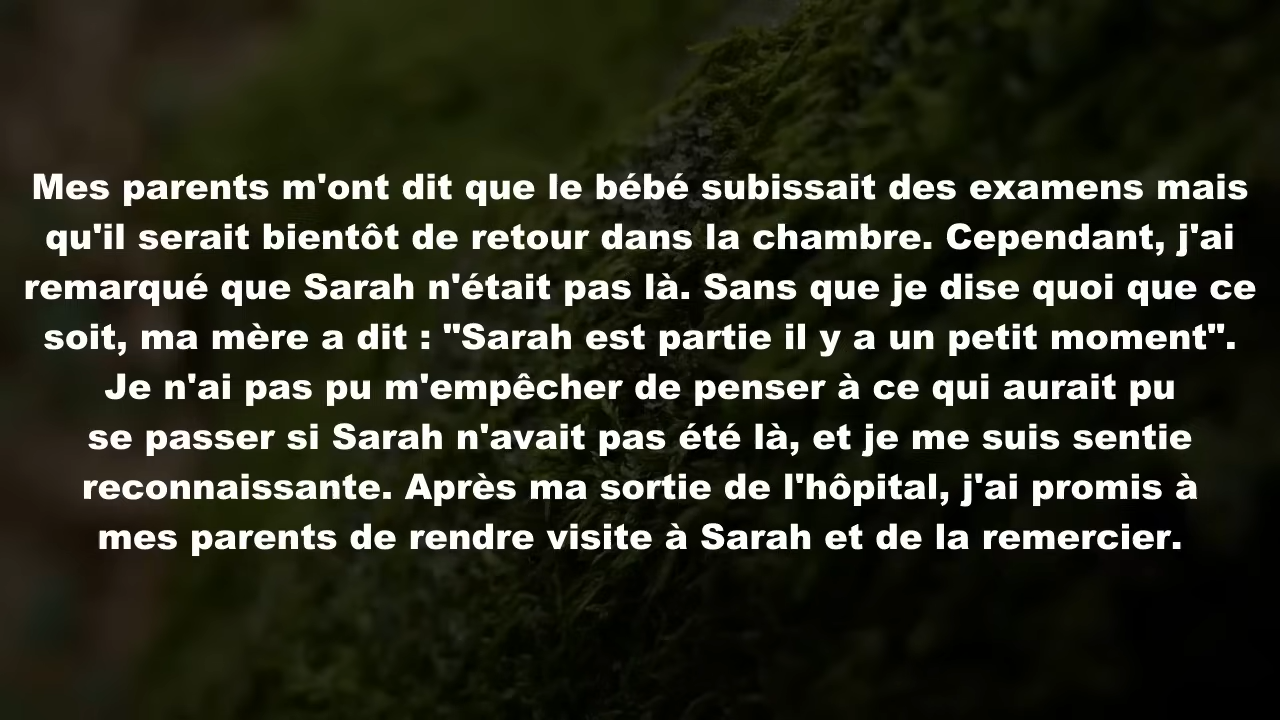 Mes parents m'ont dit que le bébé subissait des examens mais
qu'il serait bientôt de retour dans la chambre. Cependant, j'ai
remarqué que Sarah n'était pas là. Sans que je dise quoi que ce
soit, ma mère a dit : "Sarah est partie il y a un petit moment".
Je n'ai pas pu m'empêcher de penser à ce qui aurait pu
se passer si Sarah n'avait pas été là, et je me suis sentie
reconnaissante. Après ma sortie de l'hôpital, j'ai promis à
mes parents de rendre visite à Sarah et de la remercier.